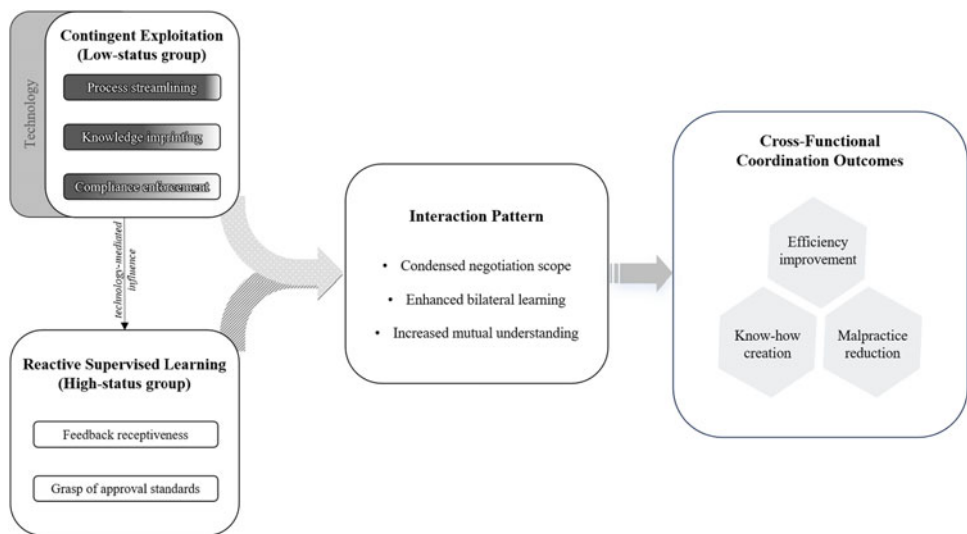 Technology
Contingent Exploitation
(Low-status group)
Process streamlining
Knowledge imprinting
Compliance enforcement
technology-mediated
influence
Reactive Supervised Learning
(High-status group)
Feedback receptiveness
Grasp of approval standards
Interaction Pattern
• Condensed negotiation scope
• Enhanced bilateral learning
• Increased mutual understanding
Cross-Functional
Coordination Outcomes
Efficiency
improvement
Know-how
creation
Malpractice
reduction